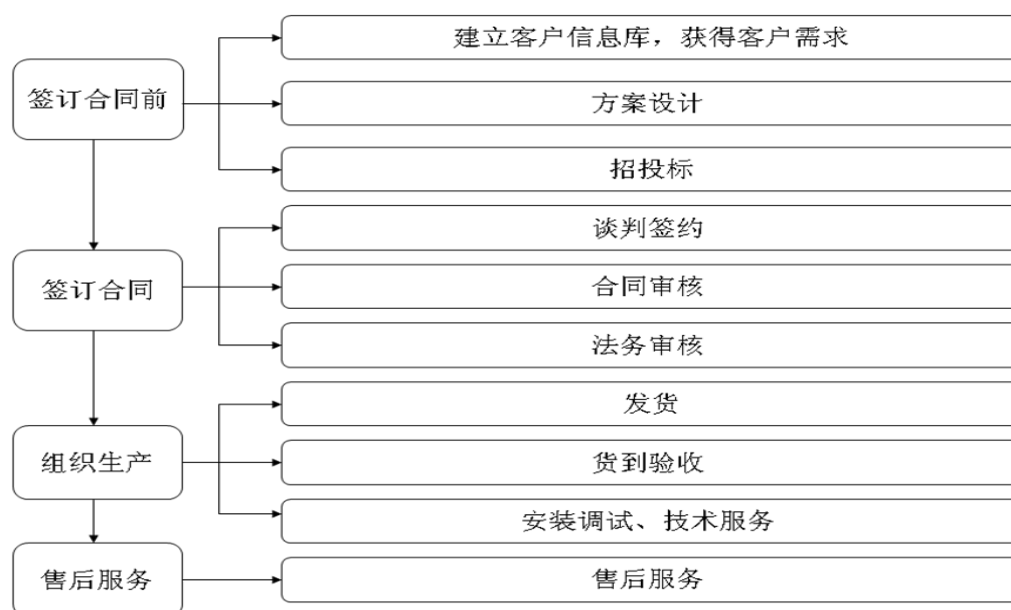 签订合同前
建立客户信息库，获得客户需求
方案设计
招投标
签订合同
谈判签约
合同审核
法务审核
组织生产
发货
货到验收
安装调试、技术服务
售后服务
售后服务